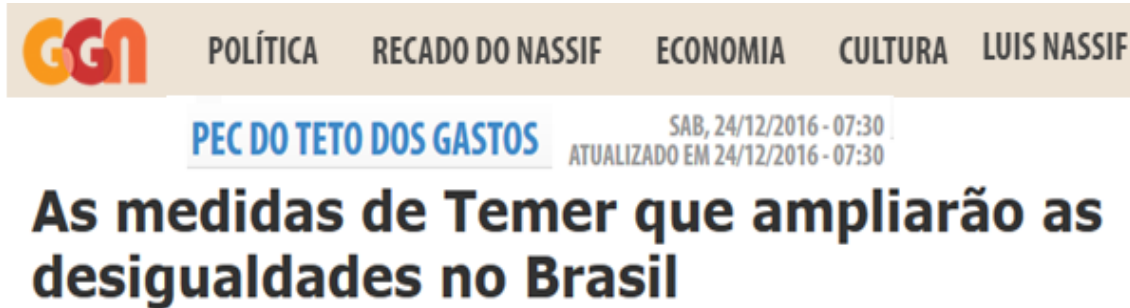 GGN POLÍTICA RECADO DO NASSIF ECONOMIA CULTURA LUIS NASSIF
PEC DO TETO DOS GASTOS
SAB, 24/12/2016 - 07:30
ATUALIZADO EM 24/12/2016 - 07:30
As medidas de Temer que ampliarão as
desigualdades no Brasil